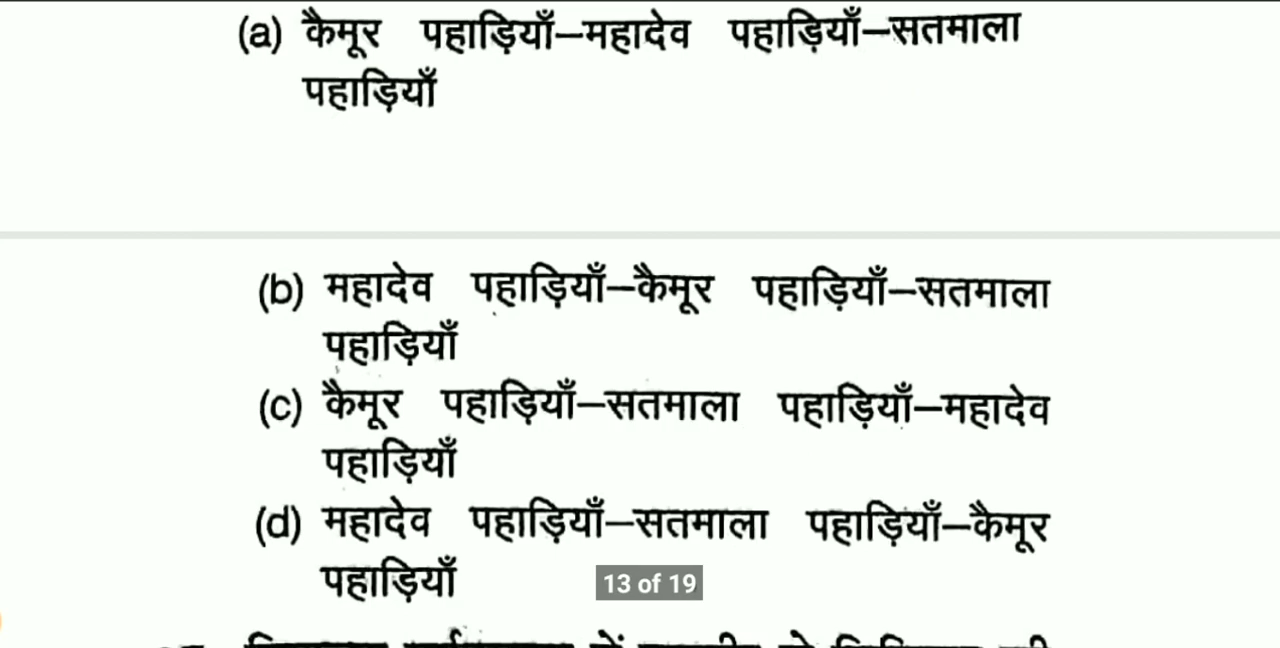 (a) कैमूर पहाड़ियाँ–महादेव पहाड़ियाँ–सतमाला
पहाड़ियाँ
(b) महादेव पहाड़ियाँ–कैमूर पहाड़ियाँ–सतमाला
पहाड़ियाँ
(c) कैमूर पहाड़ियाँ–सतमाला पहाड़ियाँ–महादेव
पहाड़ियाँ
(d) महादेव पहाड़ियाँ–सतमाला पहाड़ियाँ–कैमूर
पहाड़ियाँ
13 of 19